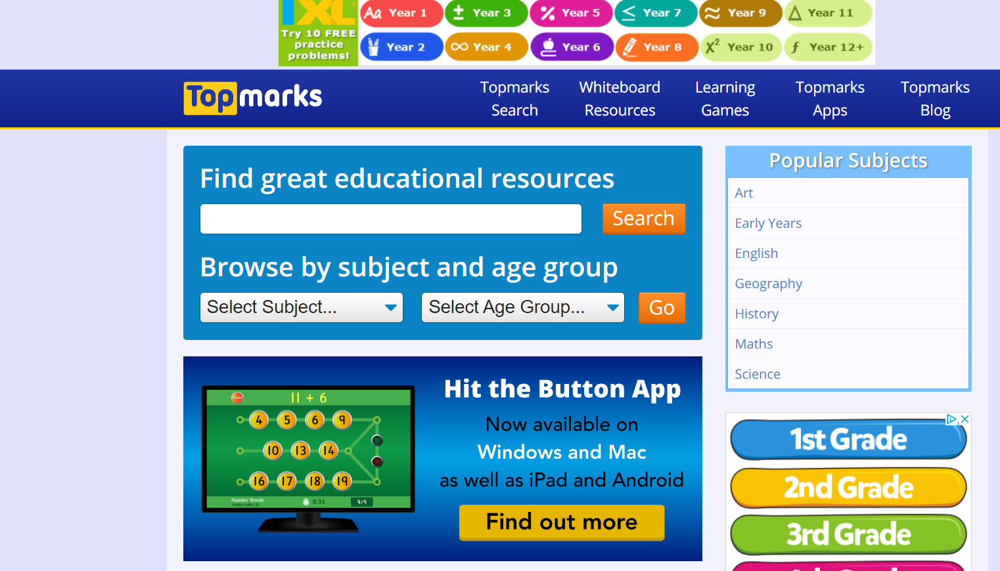 IXL
Try 10 FREE
practice
problems!
Aa Year 1
± Year 3
% Year 5
≤ Year 7
≈ Year 9
△ Year 11
Year 2
∞ Year 4
Year 6
Year 8
X² Year 10
ƒ Year 12+
Topmarks
Topmarks
Search
Whiteboard
Resources
Learning
Games
Topmarks
Apps
Topmarks
Blog
Find great educational resources
Search
Browse by subject and age group
Select Subject...
Select Age Group...
Go
Popular Subjects
Art
Early Years
English
Geography
History
Maths
Science
Menu
11 + 6
4 5 6 9
10 13 14
16 17 18 19
Number Bonds
Addition within 20
0:35
9/9
Hit the Button App
Now available on
Windows and Mac
as well as iPad and Android
Find out more
1st Grade
2nd Grade
3rd Grade